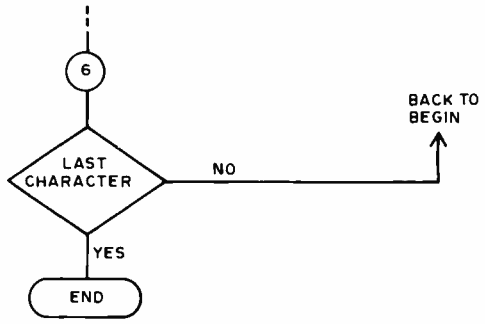 6
BACK TO
BEGIN
LAST
CHARACTER
NO
YES
END